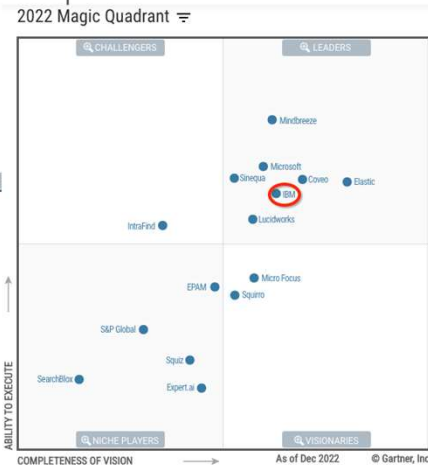 2022 Magic Quadrant
CHALLENGERS
LEADERS
Mindbreeze
Microsoft
Sinequa
Coveo
Elastic
IBM
Lucidworks
IntraFind
Micro Focus
EPAM
Squirro
S&P Global
Squiz
SearchBlox
Expert.ai
NICHE PLAYERS
VISIONARIES
ABILITY TO EXECUTE
COMPLETENESS OF VISION
As of Dec 2022
© Gartner, Inc